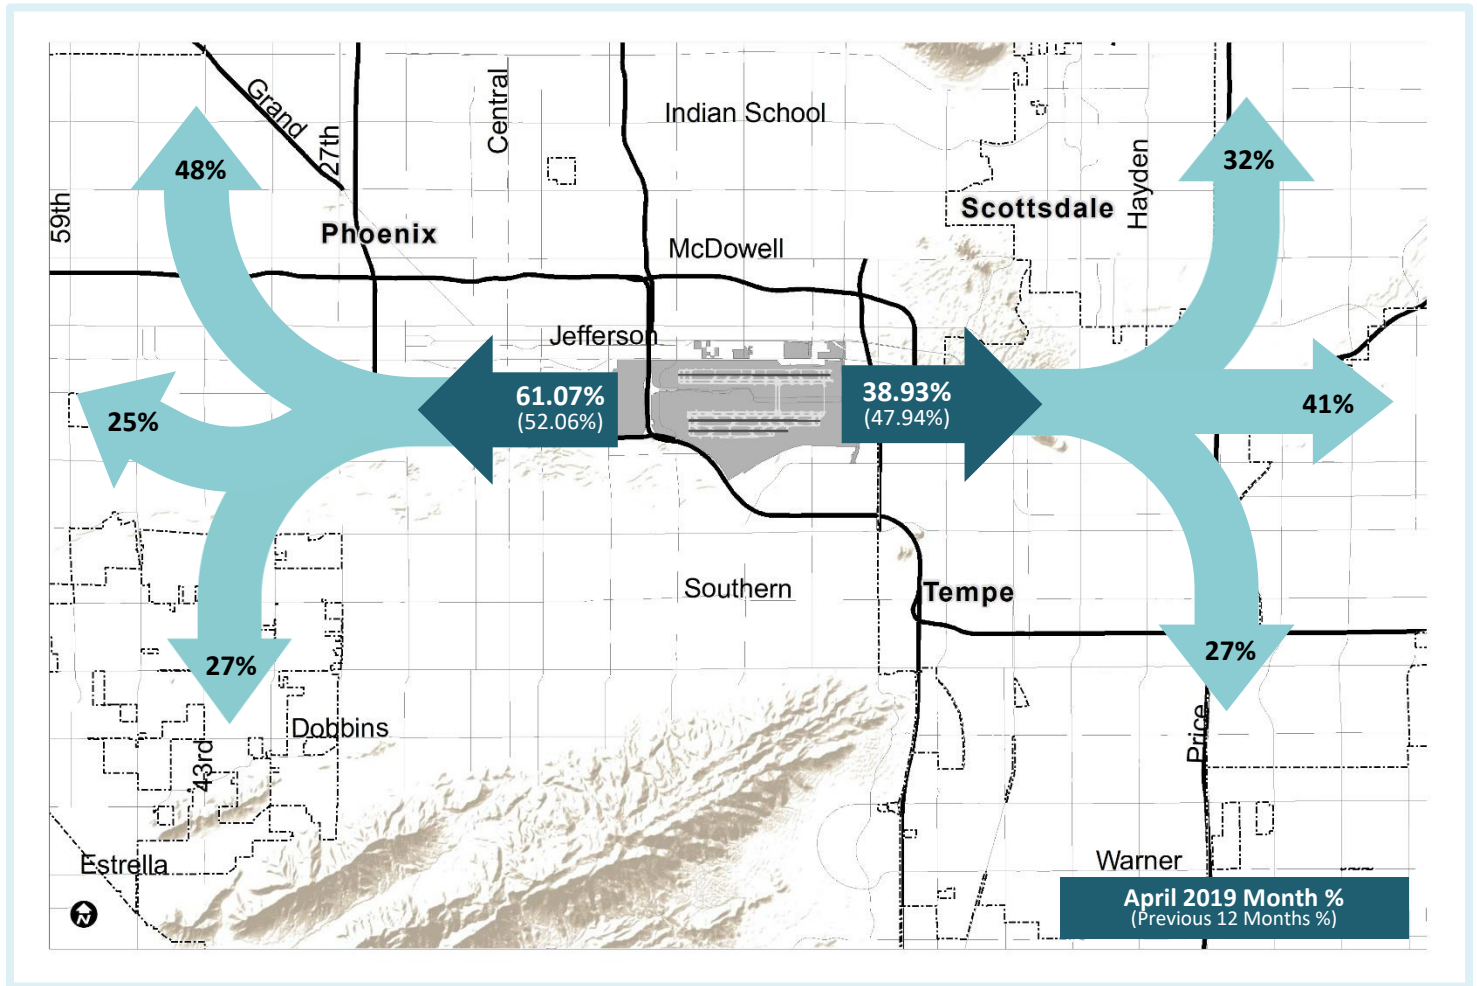 Grand
27th
Central
Indian School
Hayden
59th
48%
32%
Phoenix
Scottsdale
McDowell
Jefferson
61.07%
(52.06%)
38.93%
(47.94%)
25%
41%
Southern
Tempe
27%
27%
Dobbins
43rd
Price
Estrella
Warner
N
April 2019 Month %
(Previous 12 Months %)